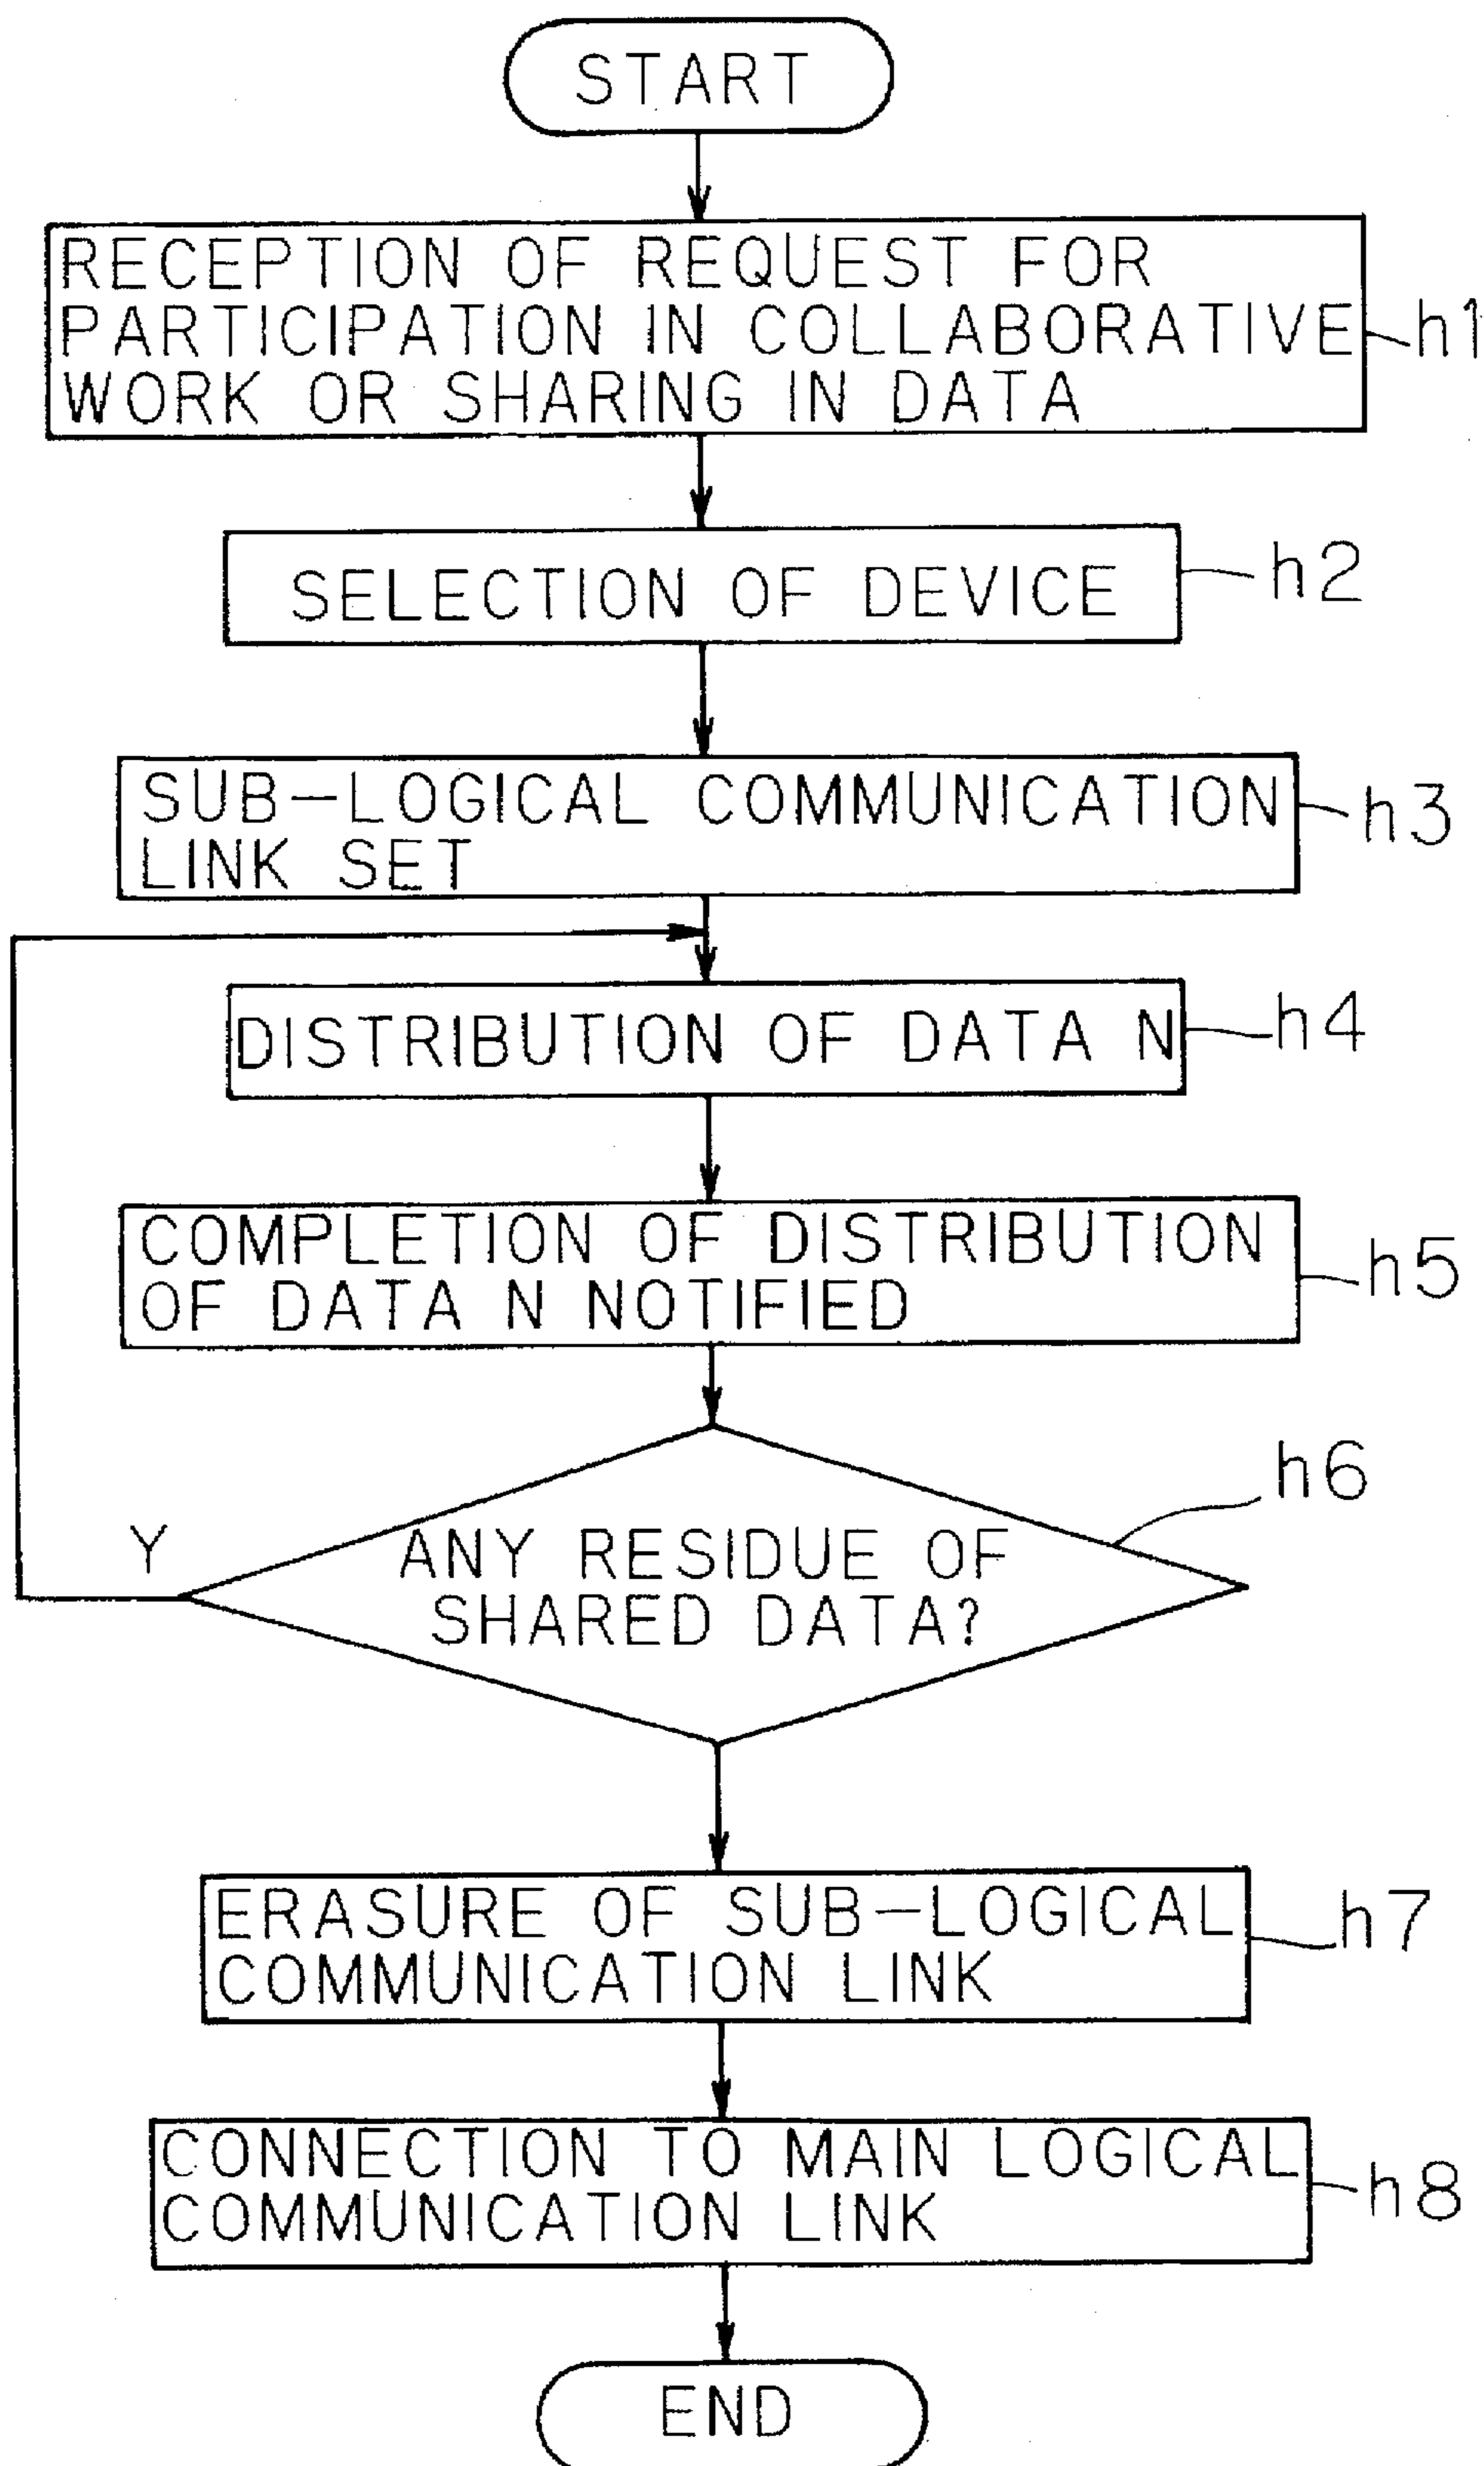 START
RECEPTION OF REQUEST FOR
PARTICIPATION IN COLLABORATIVE
WORK OR SHARING IN DATA
h1
SELECTION OF DEVICE
h2
SUB-LOGICAL COMMUNICATION
LINK SET
h3
DISTRIBUTION OF DATA N
h4
COMPLETION OF DISTRIBUTION
OF DATA N NOTIFIED
h5
h6
Y
ANY RESIDUE OF
SHARED DATA?
ERASURE OF SUB-LOGICAL
COMMUNICATION LINK
h7
CONNECTION TO MAIN LOGICAL
COMMUNICATION LINK
h8
END